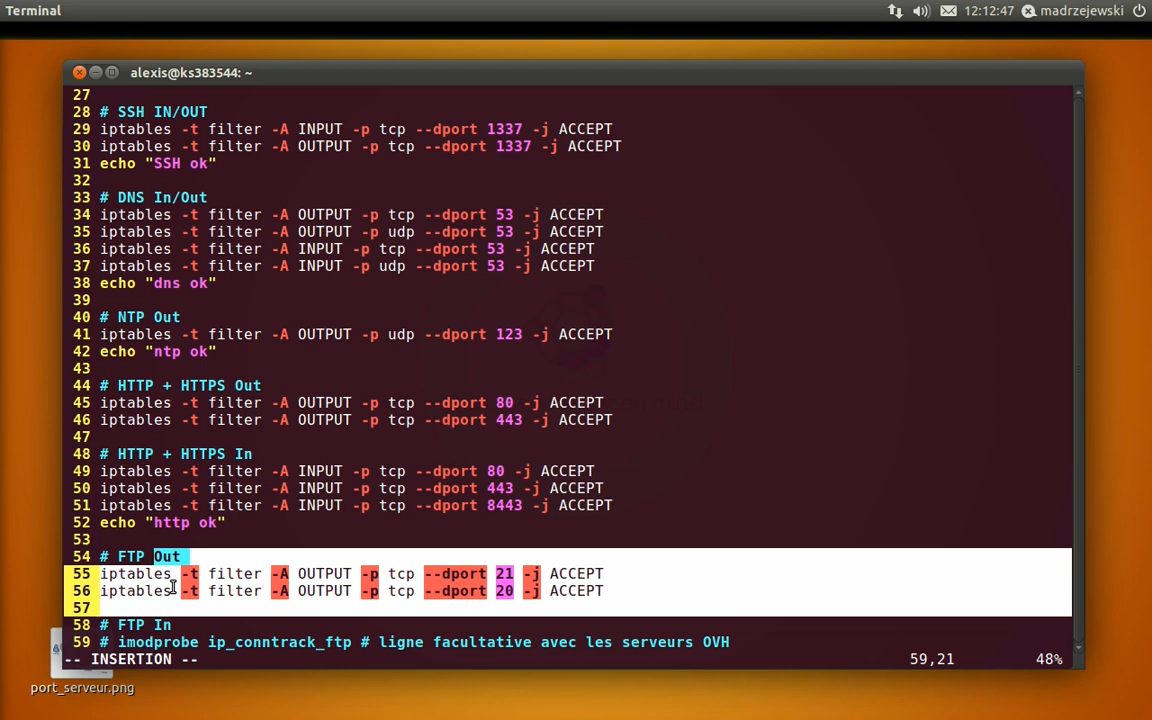 Terminal
12:12:47 madrzejewski
alexis@ks383544: ~
27
28 # SSH IN/OUT
29 iptables -t filter -A INPUT -p tcp --dport 1337 -j ACCEPT
30 iptables -t filter -A OUTPUT -p tcp --dport 1337 -j ACCEPT
31 echo "SSH ok"
32
33 # DNS In/Out
34 iptables -t filter -A OUTPUT -p tcp --dport 53 -j ACCEPT
35 iptables -t filter -A OUTPUT -p udp --dport 53 -j ACCEPT
36 iptables -t filter -A INPUT -p tcp --dport 53 -j ACCEPT
37 iptables -t filter -A INPUT -p udp --dport 53 -j ACCEPT
38 echo "dns ok"
39
40 # NTP Out
41 iptables -t filter -A OUTPUT -p udp --dport 123 -j ACCEPT
42 echo "ntp ok"
43
44 # HTTP + HTTPS Out
45 iptables -t filter -A OUTPUT -p tcp --dport 80 -j ACCEPT
46 iptables -t filter -A OUTPUT -p tcp --dport 443 -j ACCEPT
47
48 # HTTP + HTTPS In
49 iptables -t filter -A INPUT -p tcp --dport 80 -j ACCEPT
50 iptables -t filter -A INPUT -p tcp --dport 443 -j ACCEPT
51 iptables -t filter -A INPUT -p tcp --dport 8443 -j ACCEPT
52 echo "http ok"
53
54 # FTP Out
55 iptables -t filter -A OUTPUT -p tcp --dport 21 -j ACCEPT
56 iptables -t filter -A OUTPUT -p tcp --dport 20 -j ACCEPT
57
58 # FTP In
59 # imodprobe ip_conntrack_ftp # ligne facultative avec les serveurs OVH
-- INSERTION -- 59,21 48%
port_serveur.png